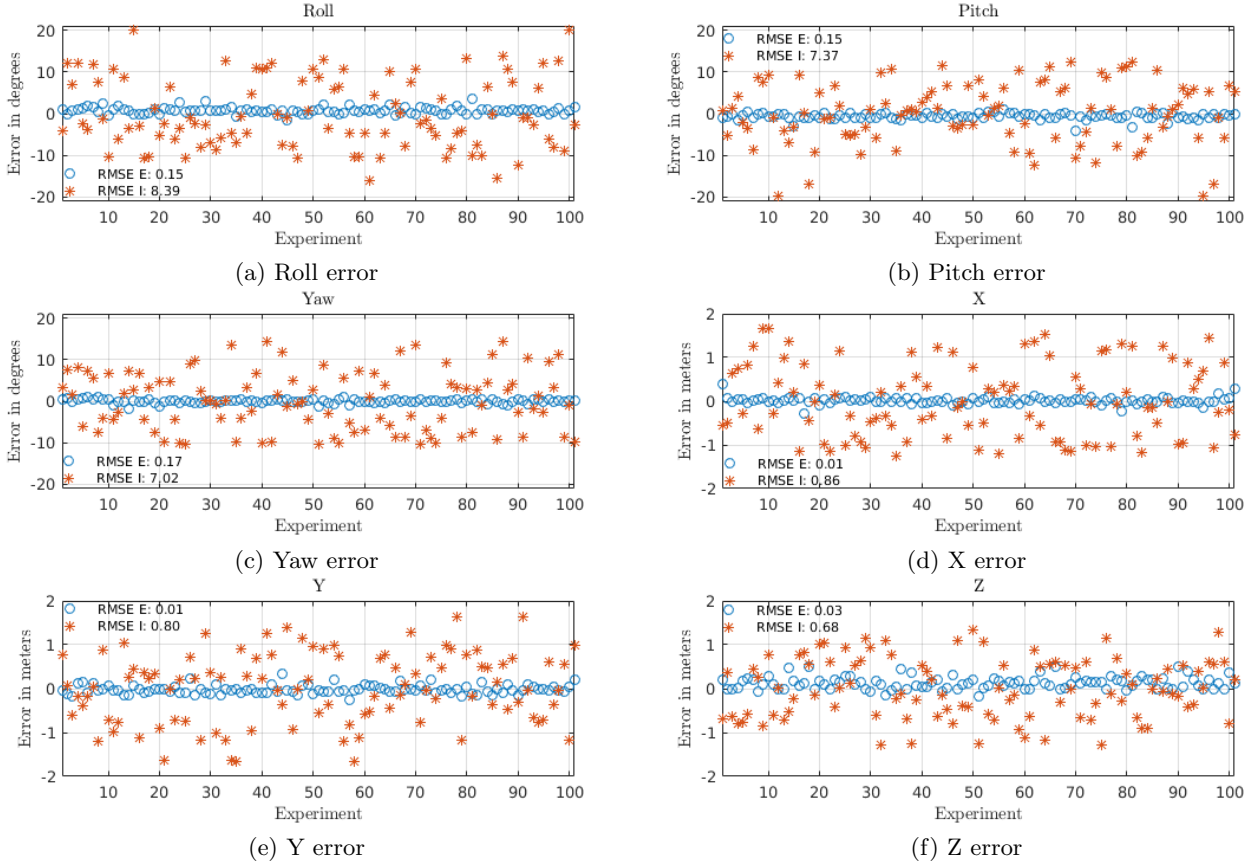 Roll
Error in degrees
20
10
0
-10
-20
RMSE E: 0.15
RMSE I: 8.39
10 20 30 40 50 60 70 80 90 100
Experiment
(a) Roll error
Pitch
Error in degrees
20
10
0
-10
-20
RMSE E: 0.15
RMSE I: 7.37
10 20 30 40 50 60 70 80 90 100
Experiment
(b) Pitch error
Yaw
Error in degrees
20
10
0
-10
-20
RMSE E: 0.17
RMSE I: 7.02
10 20 30 40 50 60 70 80 90 100
Experiment
(c) Yaw error
X
Error in meters
2
1
0
-1
-2
RMSE E: 0.01
RMSE I: 0.86
10 20 30 40 50 60 70 80 90 100
Experiment
(d) X error
Y
Error in meters
2
1
0
-1
-2
RMSE E: 0.01
RMSE I: 0.80
10 20 30 40 50 60 70 80 90 100
Experiment
(e) Y error
Z
Error in meters
2
1
0
-1
-2
RMSE E: 0.03
RMSE I: 0.68
10 20 30 40 50 60 70 80 90 100
Experiment
(f) Z error